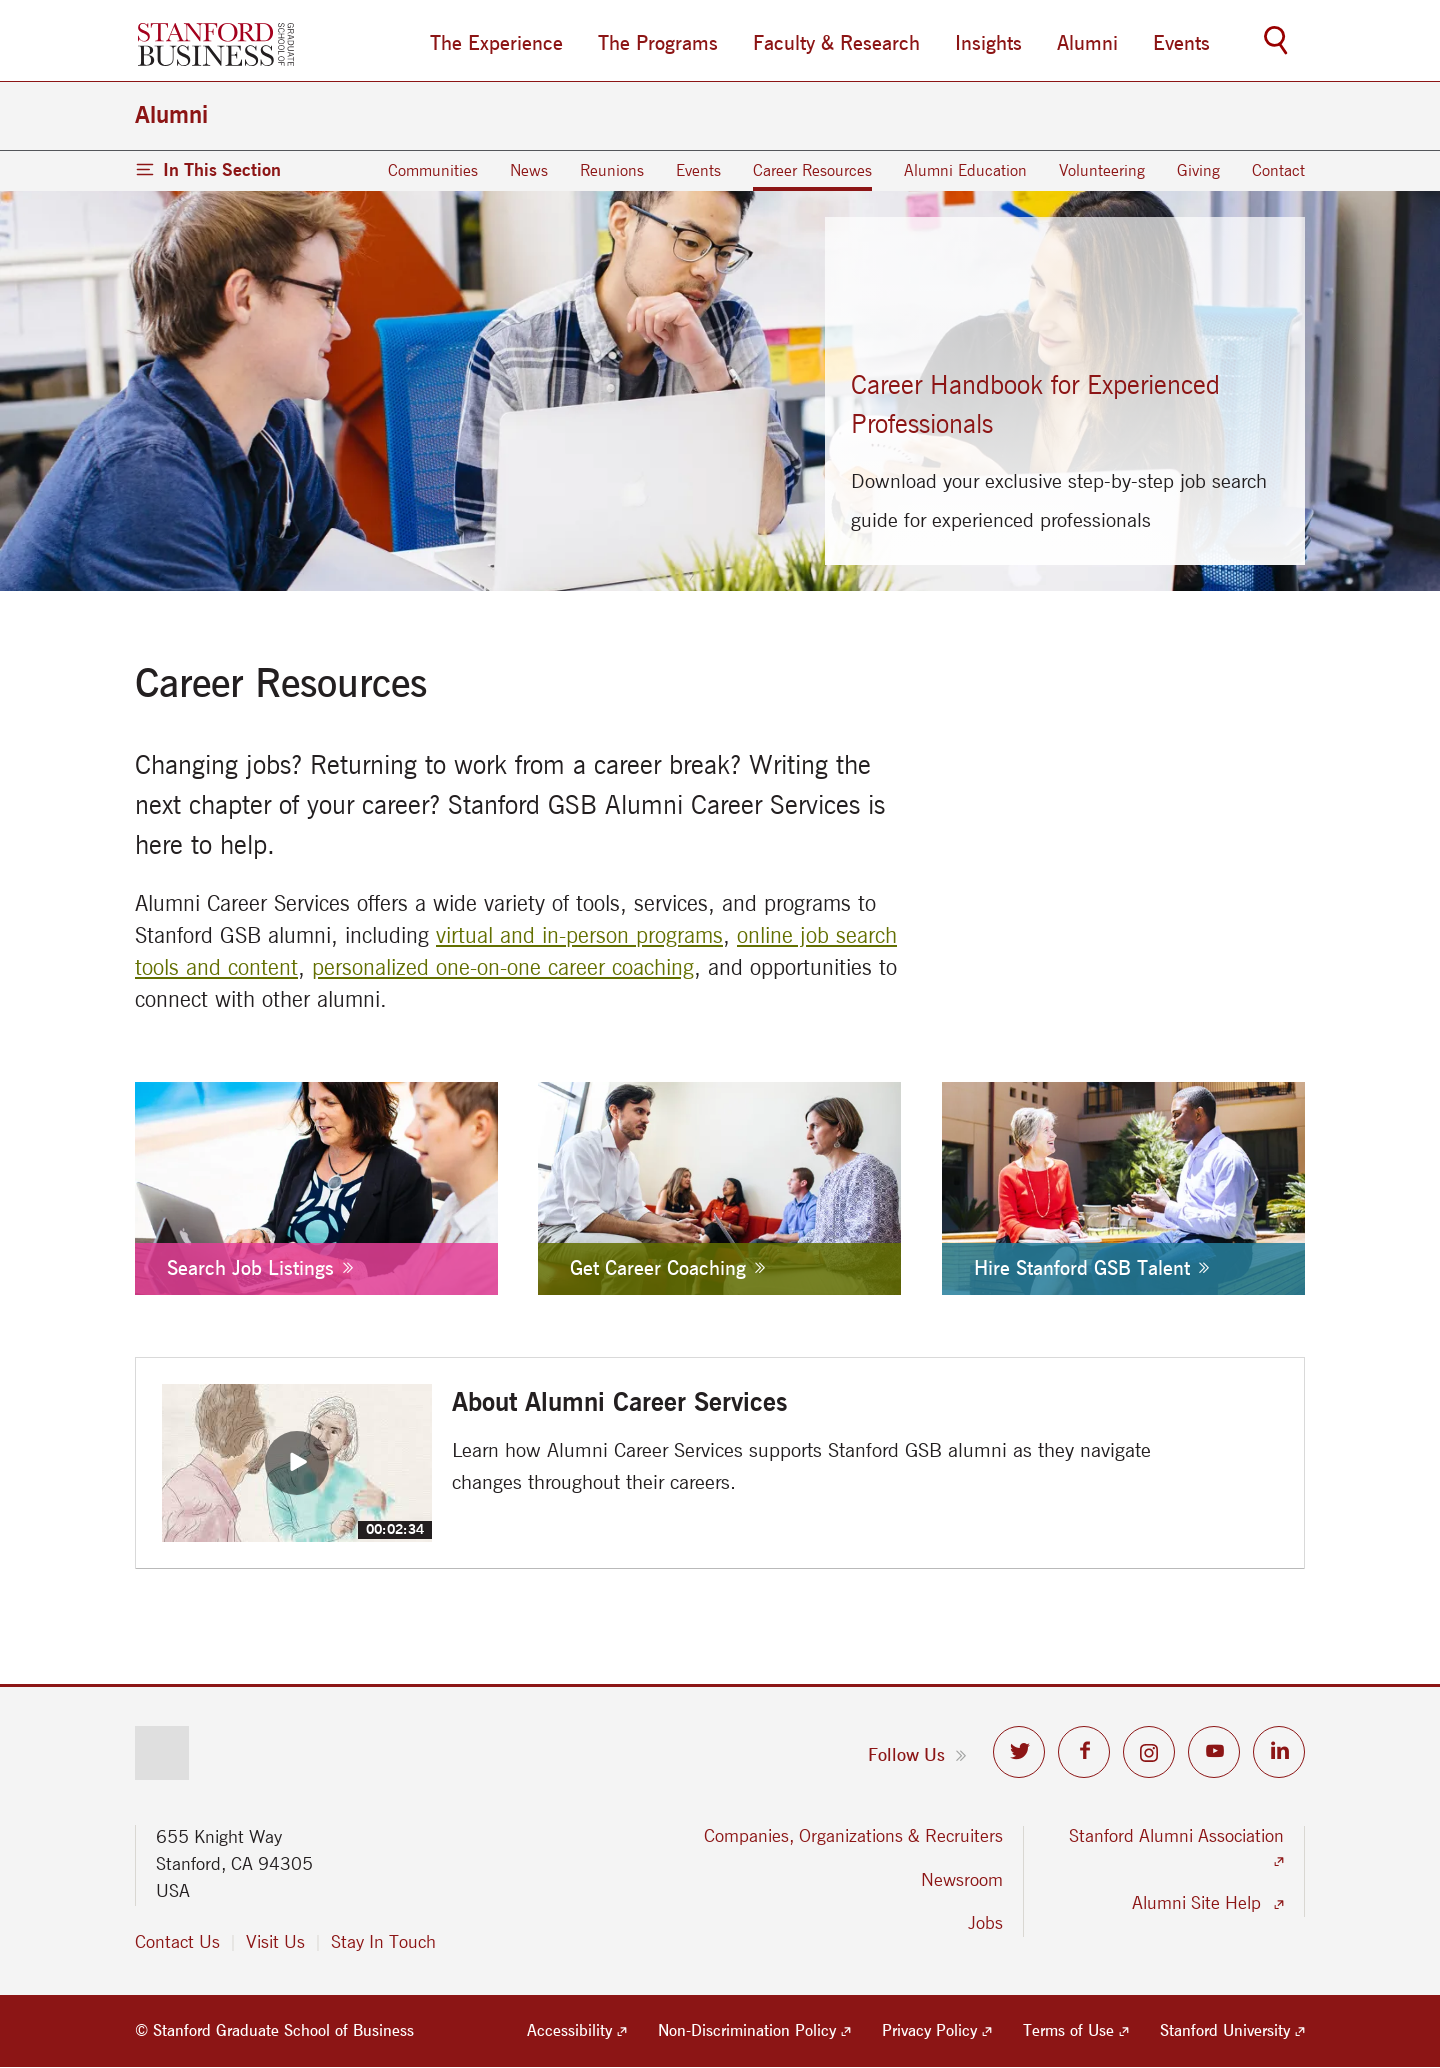 STANFORD
BUSINESS
GRADUATE
SCHOOL OF
The Experience
The Programs
Faculty & Research
Insights
Alumni
Events
Alumni
In This Section
Communities
News
Reunions
Events
Career Resources
Alumni Education
Volunteering
Giving
Contact
Career Handbook for Experienced
Professionals
Download your exclusive step-by-step job search
guide for experienced professionals
Career Resources
Changing jobs? Returning to work from a career break? Writing the
next chapter of your career? Stanford GSB Alumni Career Services is
here to help.
Alumni Career Services offers a wide variety of tools, services, and programs to
Stanford GSB alumni, including virtual and in-person programs, online job search
tools and content, personalized one-on-one career coaching, and opportunities to
connect with other alumni.
Search Job Listings »
Get Career Coaching »
Hire Stanford GSB Talent »
About Alumni Career Services
Learn how Alumni Career Services supports Stanford GSB alumni as they navigate
changes throughout their careers.
00:02:34
Follow Us »
655 Knight Way
Stanford, CA 94305
USA
Contact Us | Visit Us | Stay In Touch
Companies, Organizations & Recruiters
Newsroom
Jobs
Stanford Alumni Association
Alumni Site Help
© Stanford Graduate School of Business
Accessibility
Non-Discrimination Policy
Privacy Policy
Terms of Use
Stanford University